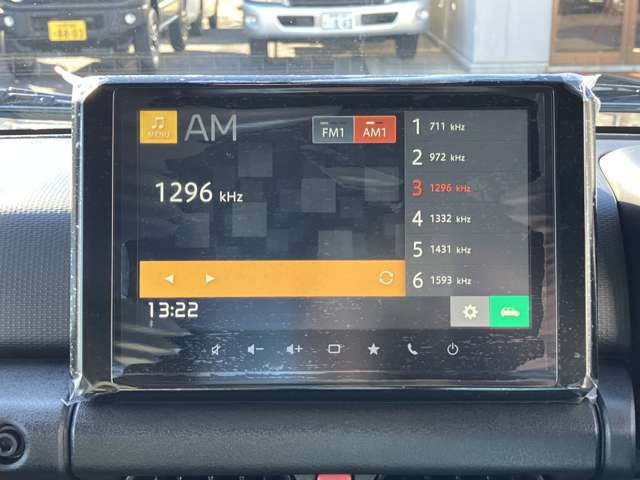 MENU
AM
FM1
AM1
1296 kHz
1 711 kHz
2 972 kHz
3 1296 kHz
4 1332 kHz
5 1431 kHz
6 1593 kHz
13:22